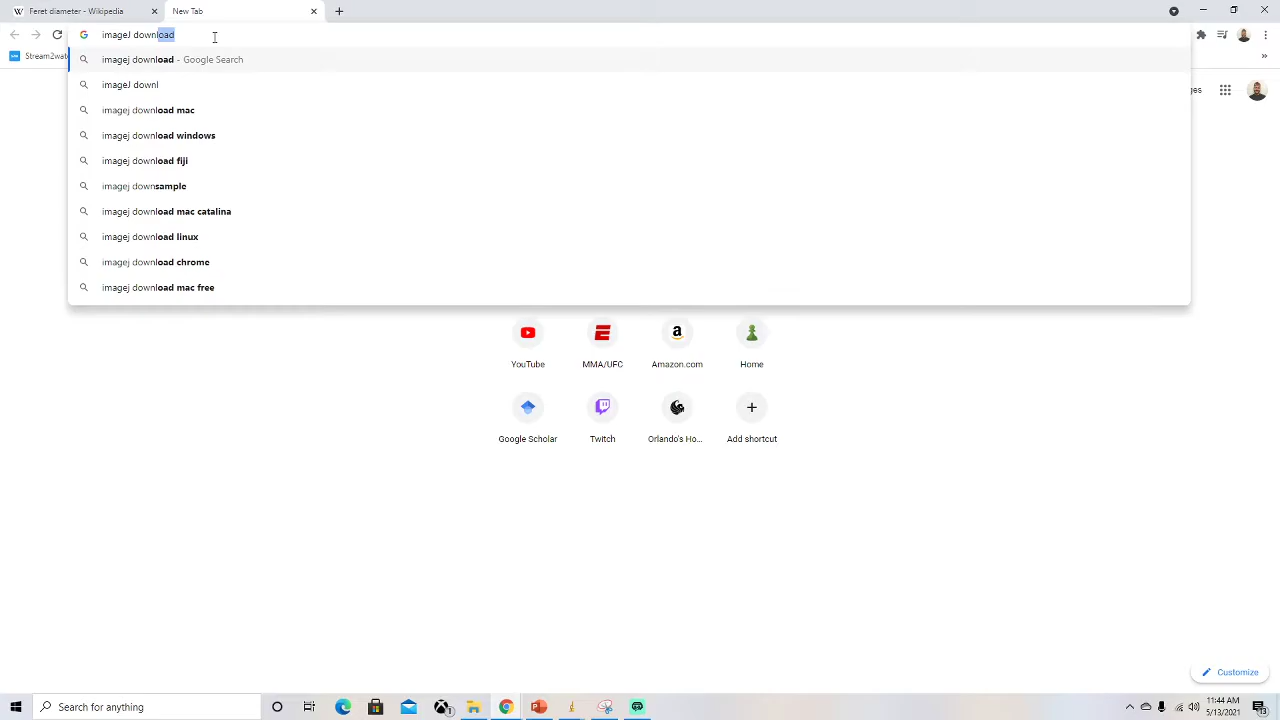 Feret diameter - Wikipedia
New Tab
imageJ download
Stream2wat
imagej download - Google Search
imageJ downl
imagej download mac
imagej download windows
imagej download fiji
imagej downsample
imagej download mac catalina
imagej download linux
imagej download chrome
imagej download mac free
YouTube
MMA/UFC
Amazon.com
Home
Google Scholar
Twitch
Orlando's Ho...
Add shortcut
Customize
Search for anything
11:44 AM
5/13/2021